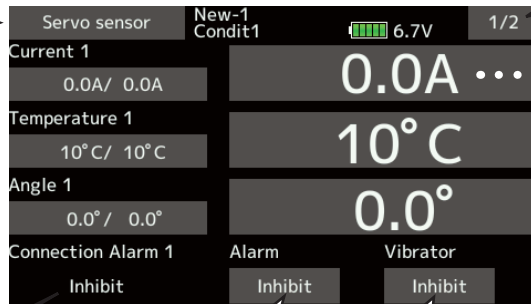 Servo sensor New-1 6.7V 1/2
Condit1
Current 1
0.0A/ 0.0A 0.0A •••
Temperature 1
10°C/ 10°C 10°C
Angle 1
0.0°/ 0.0° 0.0°
Connection Alarm 1 Alarm Vibrator
Inhibit Inhibit Inhibit